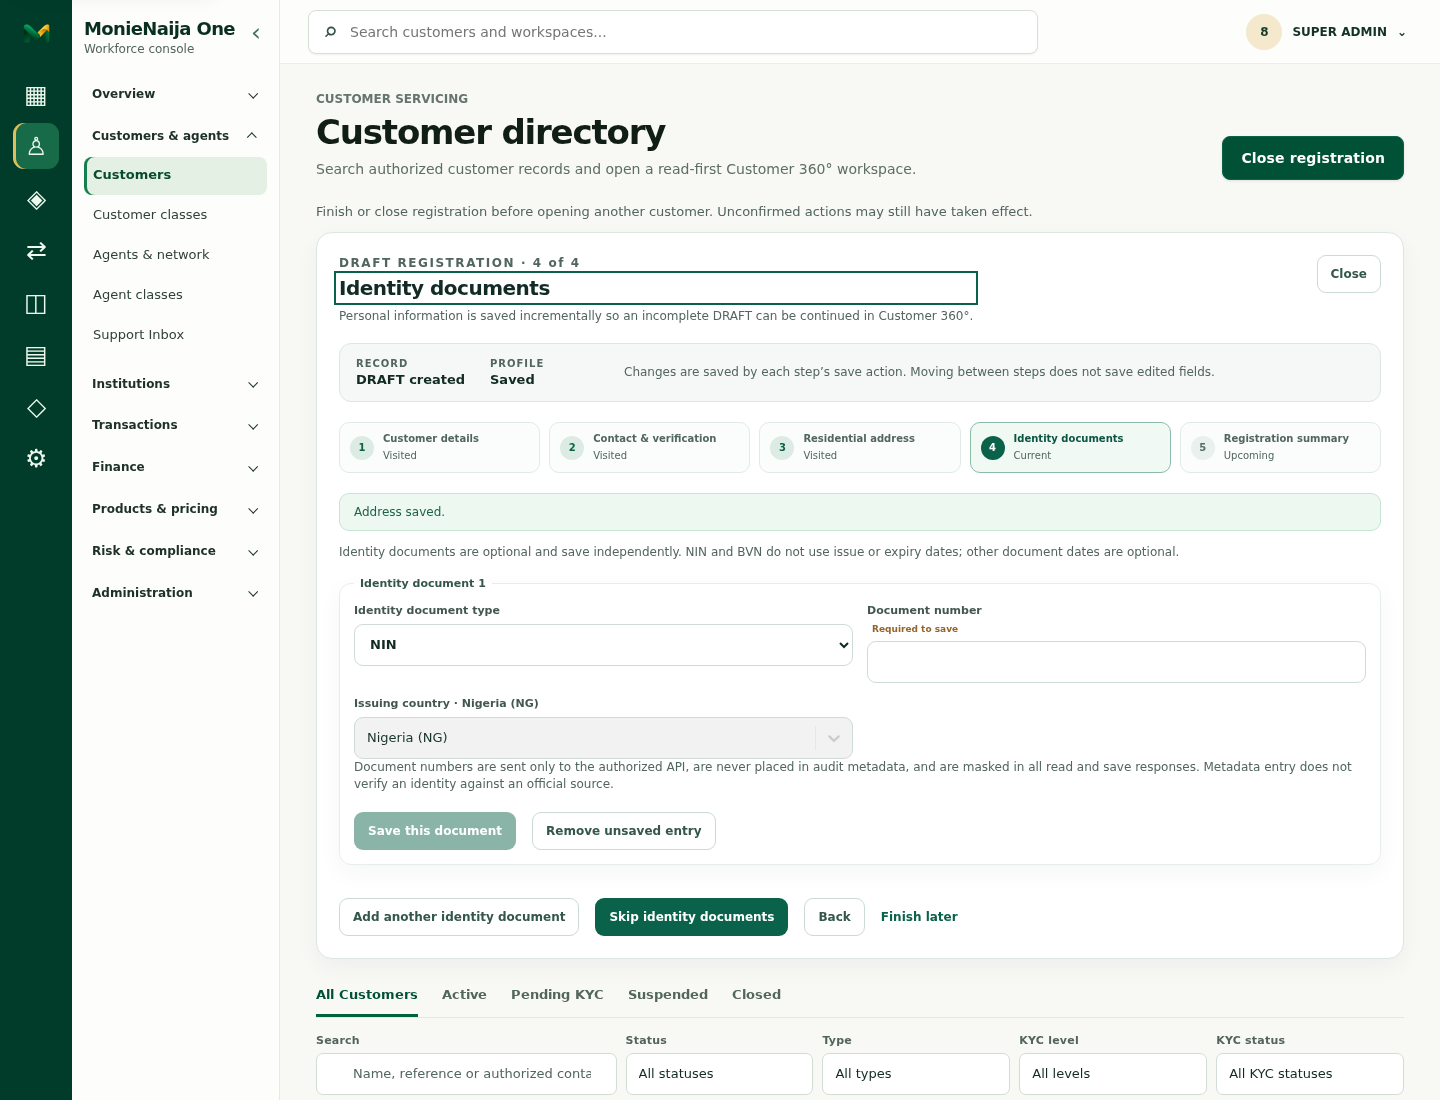 MonieNaija One
Workforce console
Search customers and workspaces...
8
SUPER ADMIN
Overview
Customers & agents
Customers
Customer classes
Agents & network
Agent classes
Support Inbox
Institutions
Transactions
Finance
Products & pricing
Risk & compliance
Administration
CUSTOMER SERVICING
Customer directory
Search authorized customer records and open a read-first Customer 360° workspace.
Close registration
Finish or close registration before opening another customer. Unconfirmed actions may still have taken effect.
DRAFT REGISTRATION · 4 of 4
Identity documents
Personal information is saved incrementally so an incomplete DRAFT can be continued in Customer 360°.
Close
RECORD
DRAFT created
PROFILE
Saved
Changes are saved by each step’s save action. Moving between steps does not save edited fields.
1
Customer details
Visited
2
Contact & verification
Visited
3
Residential address
Visited
4
Identity documents
Current
5
Registration summary
Upcoming
Address saved.
Identity documents are optional and save independently. NIN and BVN do not use issue or expiry dates; other document dates are optional.
Identity document 1
Identity document type
NIN
Document number
Required to save
Issuing country · Nigeria (NG)
Nigeria (NG)
Document numbers are sent only to the authorized API, are never placed in audit metadata, and are masked in all read and save responses. Metadata entry does not
verify an identity against an official source.
Save this document
Remove unsaved entry
Add another identity document
Skip identity documents
Back
Finish later
All Customers
Active
Pending KYC
Suspended
Closed
Search
Name, reference or authorized conta
Status
All statuses
Type
All types
KYC level
All levels
KYC status
All KYC statuses